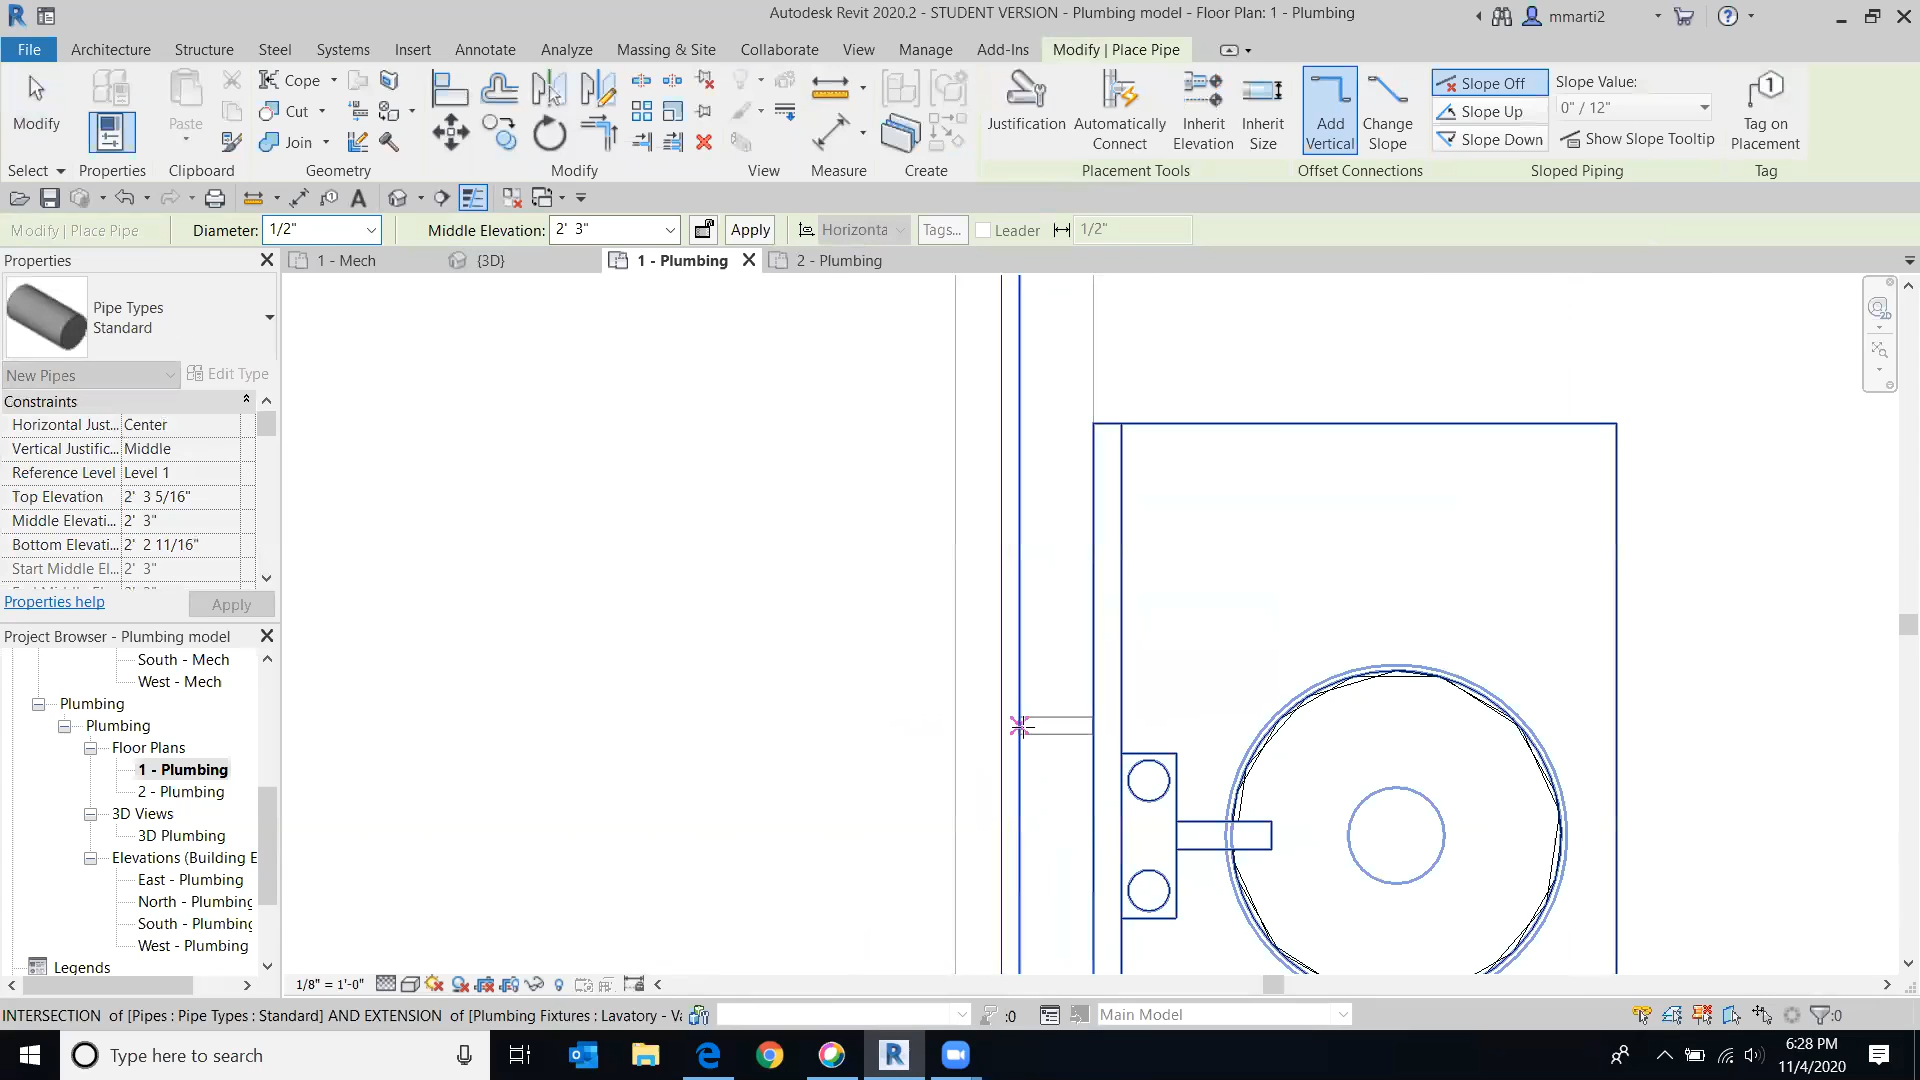 Autodesk Revit 2020.2 - STUDENT VERSION - Plumbing model - Floor Plan: 1 - Plumbing
mmarti2
File Architecture Structure Steel Systems Insert Annotate Analyze Massing & Site Collaborate View Manage Add-Ins Modify | Place Pipe
Modify
Paste
Cope
Cut
Join
Justification
Automatically Connect
Inherit Elevation
Inherit Size
Add Vertical
Change Slope
Slope Off
Slope Up
Slope Down
Slope Value:
0" / 12"
Show Slope Tooltip
Tag on Placement
Select Properties Clipboard Geometry Modify View Measure Create Placement Tools Offset Connections Sloped Piping Tag
Modify | Place Pipe Diameter: 1/2" Middle Elevation: 2' 3" Apply Horizonta Tags... Leader 1/2"
Properties
1 - Mech {3D} 1 - Plumbing 2 - Plumbing
Pipe Types
Standard
New Pipes Edit Type
Constraints
Horizontal Just... Center
Vertical Justific... Middle
Reference Level Level 1
Top Elevation 2' 3 5/16"
Middle Elevati... 2' 3"
Bottom Elevati... 2' 2 11/16"
Start Middle El... 2' 3"
Properties help Apply
Project Browser - Plumbing model
South - Mech
West - Mech
Plumbing
Plumbing
Floor Plans
1 - Plumbing
2 - Plumbing
3D Views
3D Plumbing
Elevations (Building E
East - Plumbing
North - Plumbing
South - Plumbing
West - Plumbing
Legends
1/8" = 1'-0"
INTERSECTION of [Pipes : Pipe Types : Standard] AND EXTENSION of [Plumbing Fixtures : Lavatory - Va
:0
Main Model
:0
Type here to search
6:28 PM
11/4/2020